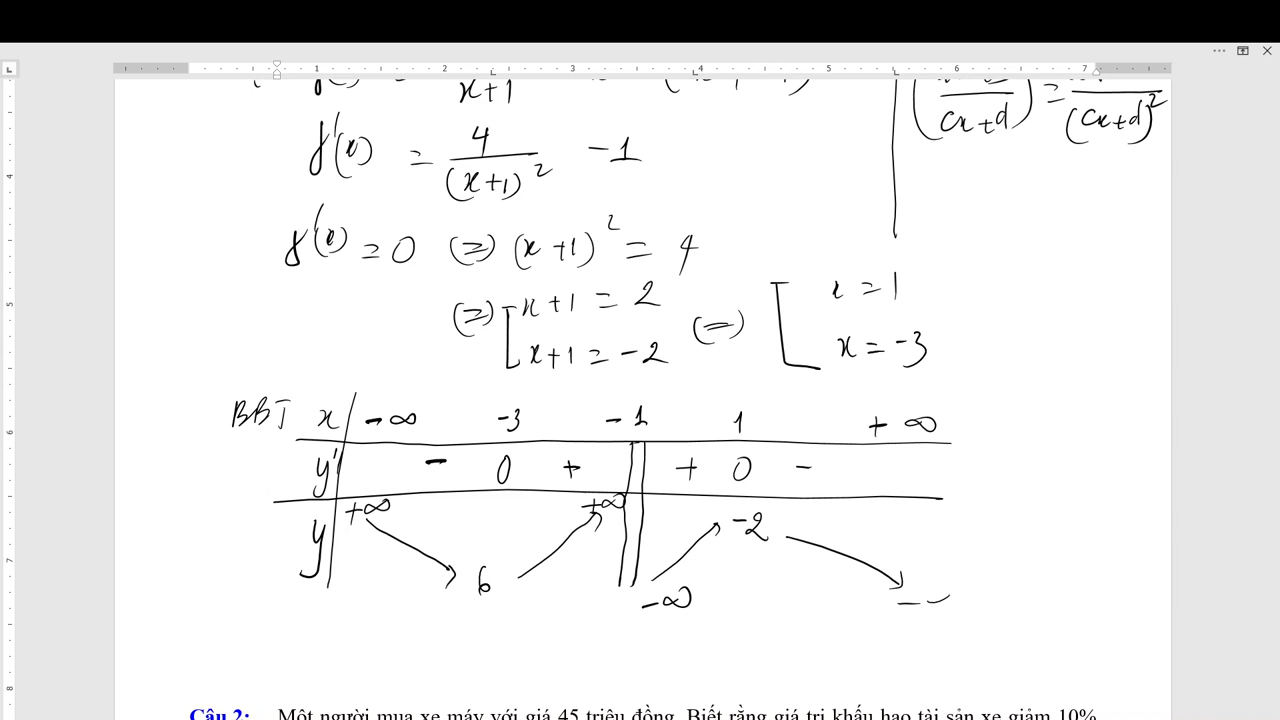 x+1
(cx+d) = (cx+d)²
f'(x) = 4/(x+1)² -1
f'(x) = 0 (=) (x+1)² = 4
(=) [ x+1 = 2
x+1 = -2
(=) [ x = 1
x = -3
BBT x -∞ -3 -1 1 +∞
y' - 0 + + 0 -
y +∞ 6 +∞ -∞ -2
Câu 2: Một người mua xe máy với giá 45 triệu đồng. Biết rằng giá trị khấu hao tài sản xe giảm 10%